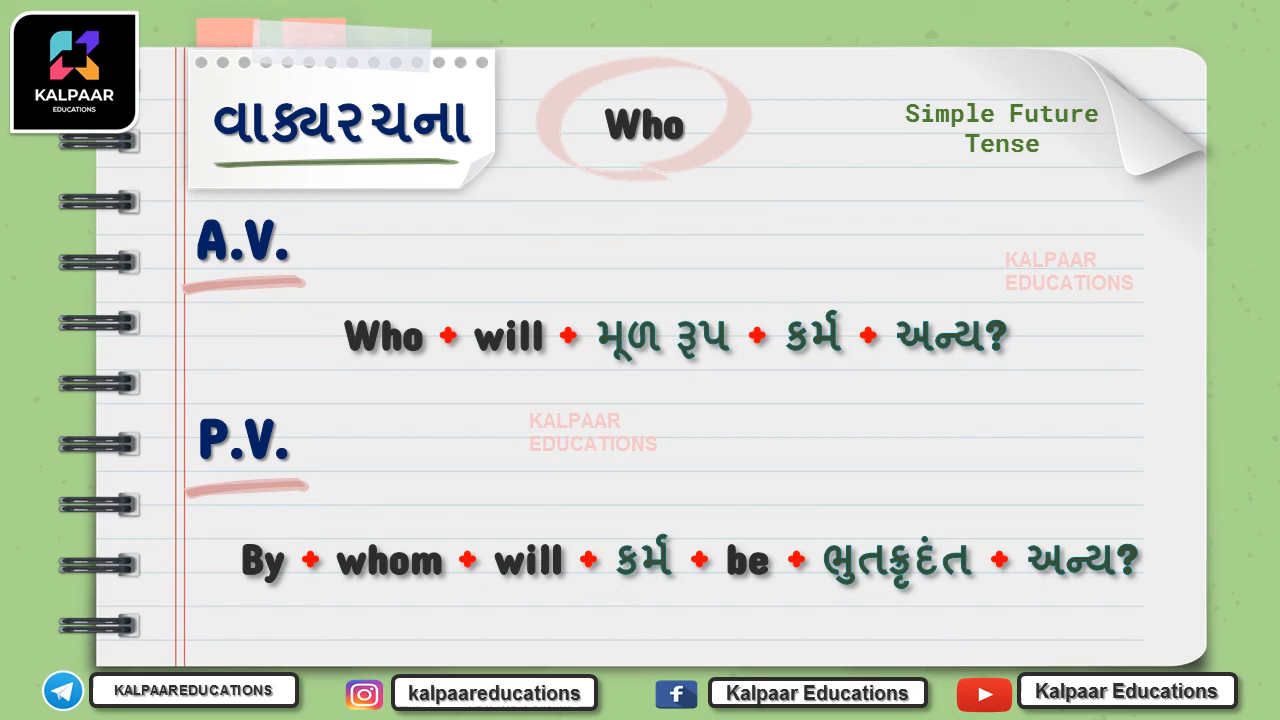 KALPAAR
EDUCATIONS
વાક્યરચના
Who
Simple Future
Tense
A.V.
KALPAAR
EDUCATIONS
Who + will + મૂળ રૂપ + કર્મ + અન્ય?
P.V.
KALPAAR
EDUCATIONS
By + whom + will + કર્મ + be + ભુતકૃદંત + અન્ય?
KALPAAREDUCATIONS
kalpaareducations
Kalpaar Educations
Kalpaar Educations